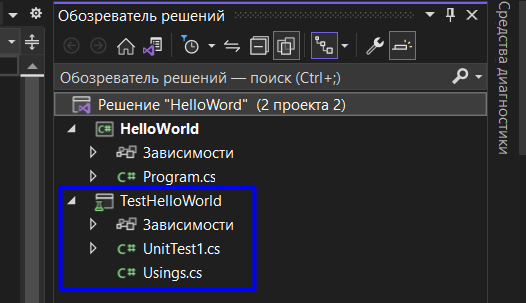 Обозреватель решений
Обозреватель решений — поиск (Ctrl+;)
Решение "HelloWord" (2 проекта 2)
C# HelloWorld
Зависимости
C# Program.cs
TestHelloWorld
Зависимости
C# UnitTest1.cs
C# Usings.cs
Средства диагностики